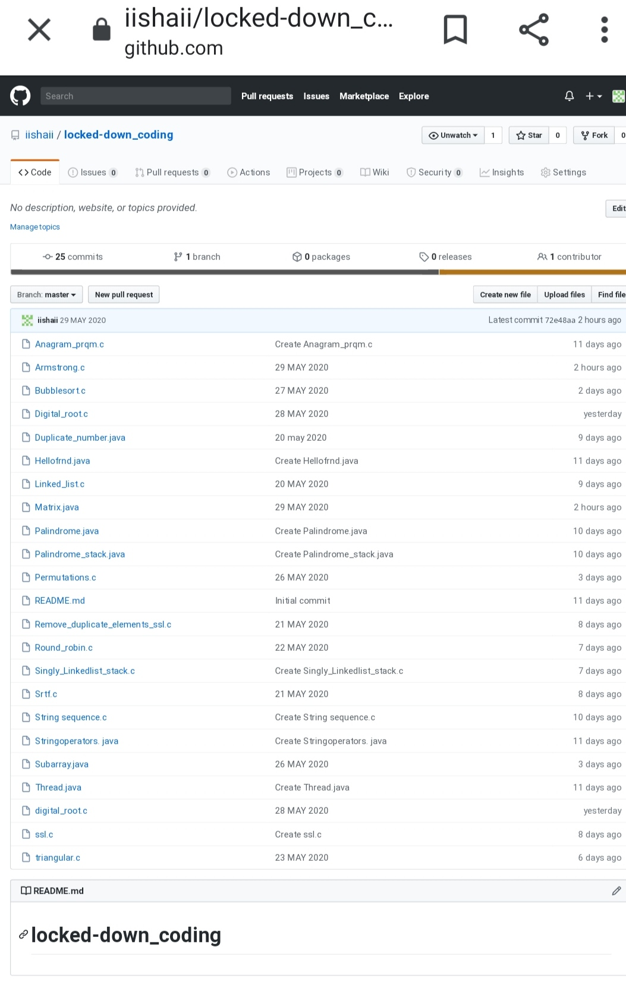 iishaii/locked-down_c...
github.com
Search Pull requests Issues Marketplace Explore
iishaii / locked-down_coding Unwatch 1 Star 0 Fork 0
Code Issues 0 Pull requests 0 Actions Projects 0 Wiki Security 0 Insights Settings
No description, website, or topics provided. Edit
Manage topics
25 commits 1 branch 0 packages 0 releases 1 contributor
Branch: master New pull request Create new file Upload files Find file
iishaii 29 MAY 2020 Latest commit 72e48aa 2 hours ago
Anagram_prqm.c Create Anagram_prqm.c 11 days ago
Armstrong.c 29 MAY 2020 2 hours ago
Bubblesort.c 27 MAY 2020 2 days ago
Digital_root.c 28 MAY 2020 yesterday
Duplicate_number.java 20 may 2020 9 days ago
Hellofrnd.java Create Hellofrnd.java 11 days ago
Linked_list.c 20 MAY 2020 9 days ago
Matrix.java 29 MAY 2020 2 hours ago
Palindrome.java Create Palindrome.java 10 days ago
Palindrome_stack.java Create Palindrome_stack.java 10 days ago
Permutations.c 26 MAY 2020 3 days ago
README.md Initial commit 11 days ago
Remove_duplicate_elements_ssl.c 21 MAY 2020 8 days ago
Round_robin.c 22 MAY 2020 7 days ago
Singly_Linkedlist_stack.c Create Singly_Linkedlist_stack.c 7 days ago
Srtf.c 21 MAY 2020 8 days ago
String sequence.c Create String sequence.c 10 days ago
Stringoperators. java Create Stringoperators. java 11 days ago
Subarray.java 26 MAY 2020 3 days ago
Thread.java Create Thread.java 11 days ago
digital_root.c 28 MAY 2020 yesterday
ssl.c Create ssl.c 8 days ago
triangular.c 23 MAY 2020 6 days ago
README.md
locked-down_coding